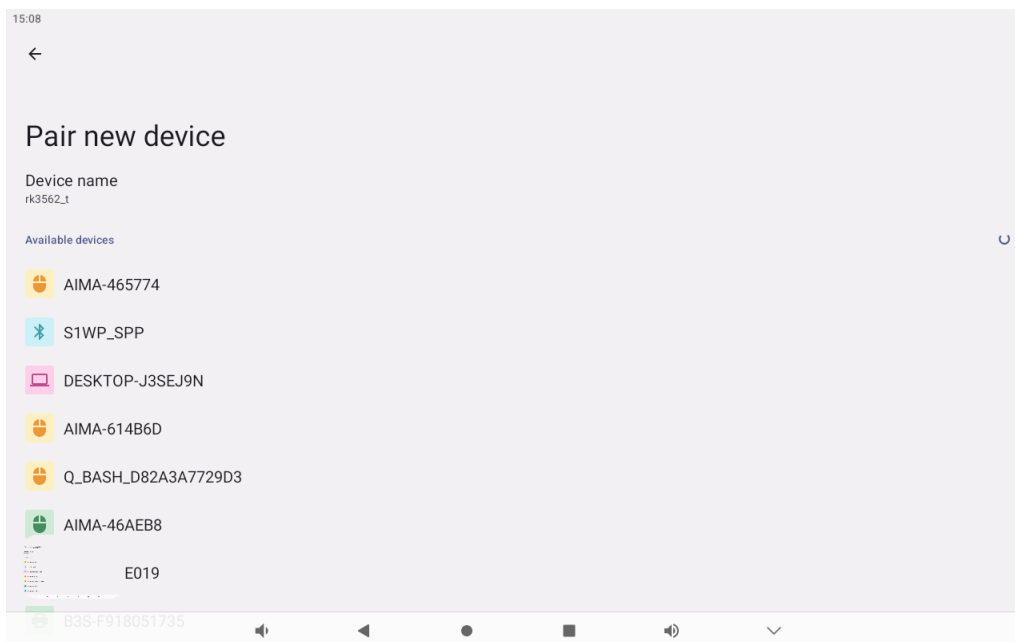 15:08
Pair new device
Device name
rk3562_t
Available devices
AIMA-465774
S1WP_SPP
DESKTOP-J3SEJ9N
AIMA-614B6D
Q_BASH_D82A3A7729D3
AIMA-46AEB8
E019
B3S-F918051735